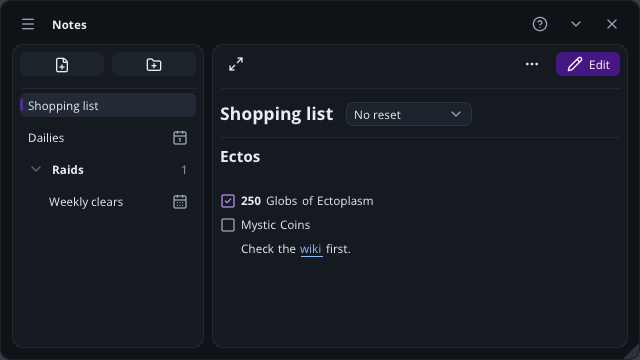 Notes
Edit
Shopping list
Dailies
Raids 1
Weekly clears
Shopping list No reset
Ectos
250 Globs of Ectoplasm
Mystic Coins
Check the wiki first.